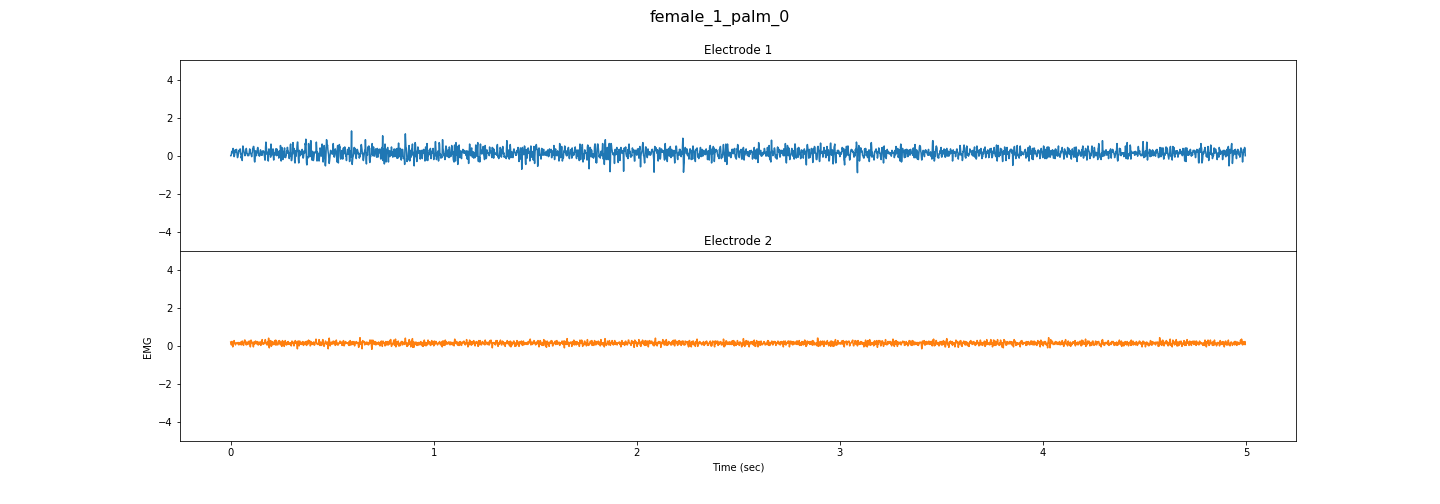 female_1_palm_0
Electrode 1
4
2
0
−2
−4
Electrode 2
4
2
0
−2
−4
EMG
0 1 2 3 4 5
Time (sec)